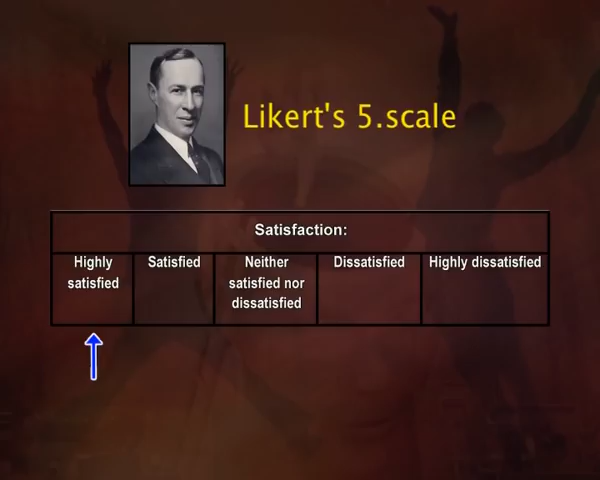 Likert's 5.scale
Satisfaction:
Highly
satisfied
Satisfied
Neither
satisfied nor
dissatisfied
Dissatisfied
Highly dissatisfied